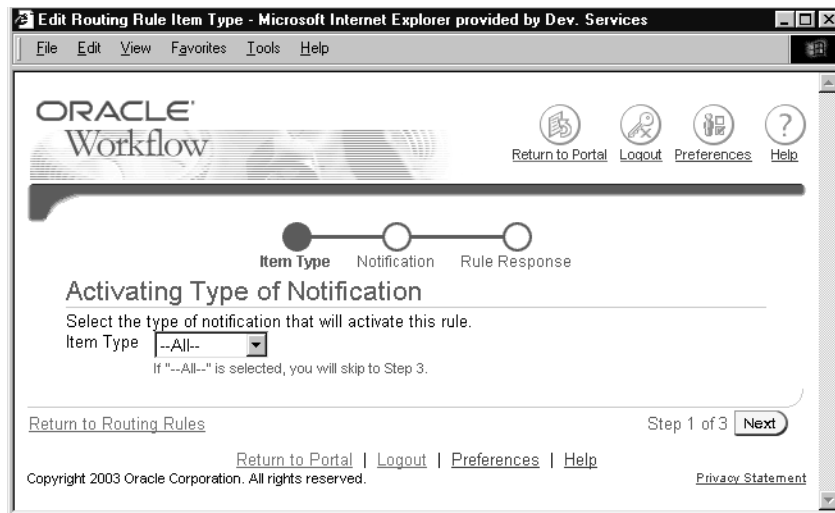 Edit Routing Rule Item Type - Microsoft Internet Explorer provided by Dev. Services
File Edit View Favorites Tools Help
ORACLE'
Workflow
Return to Portal Logout Preferences Help
Item Type Notification Rule Response
Activating Type of Notification
Select the type of notification that will activate this rule.
Item Type --All--
If "--All--" is selected, you will skip to Step 3.
Return to Routing Rules Step 1 of 3 Next
Return to Portal | Logout | Preferences | Help
Copyright 2003 Oracle Corporation. All rights reserved. Privacy Statement